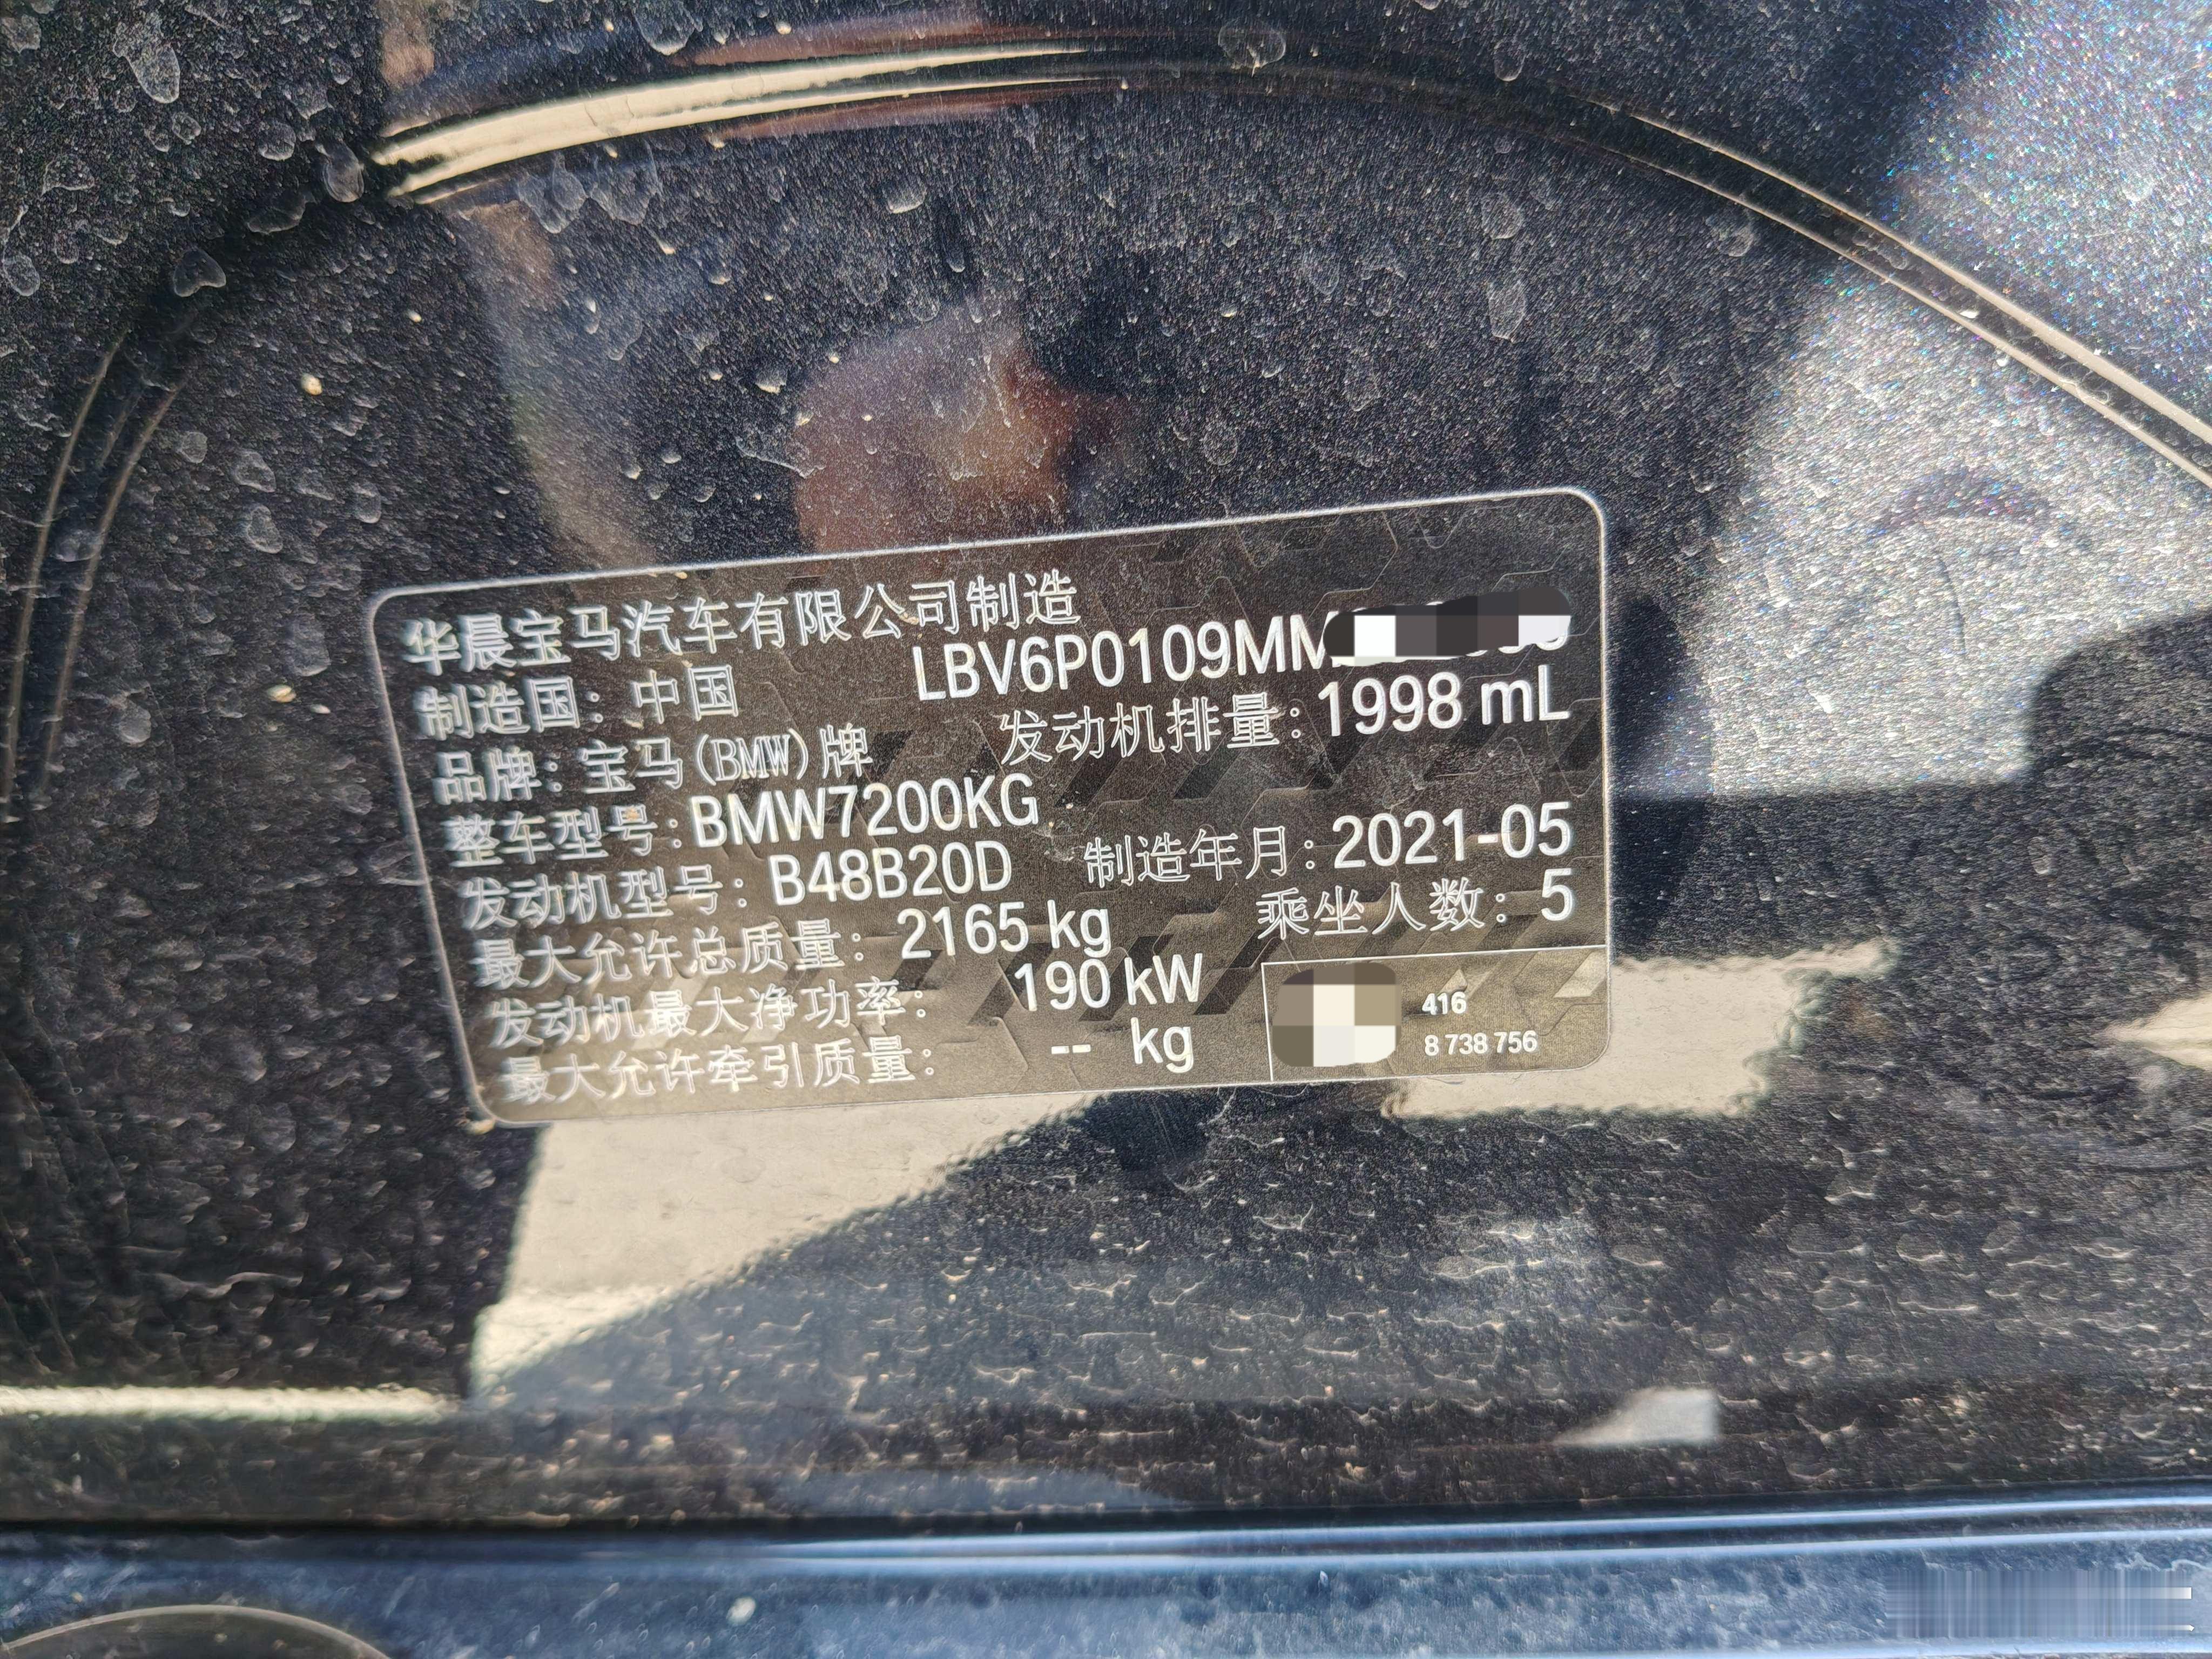 华晨宝马汽车有限公司制造
制造国：中国 LBV6P0109MM
品牌：宝马(BMW)牌 发动机排量：1998 mL
整车型号：BMW7200KG
发动机型号：B48B20D 制造年月：2021-05
最大允许总质量：2165 kg 乘坐人数：5
发动机最大净功率：190 kW
最大允许牵引质量：-- kg
416
8 738 756